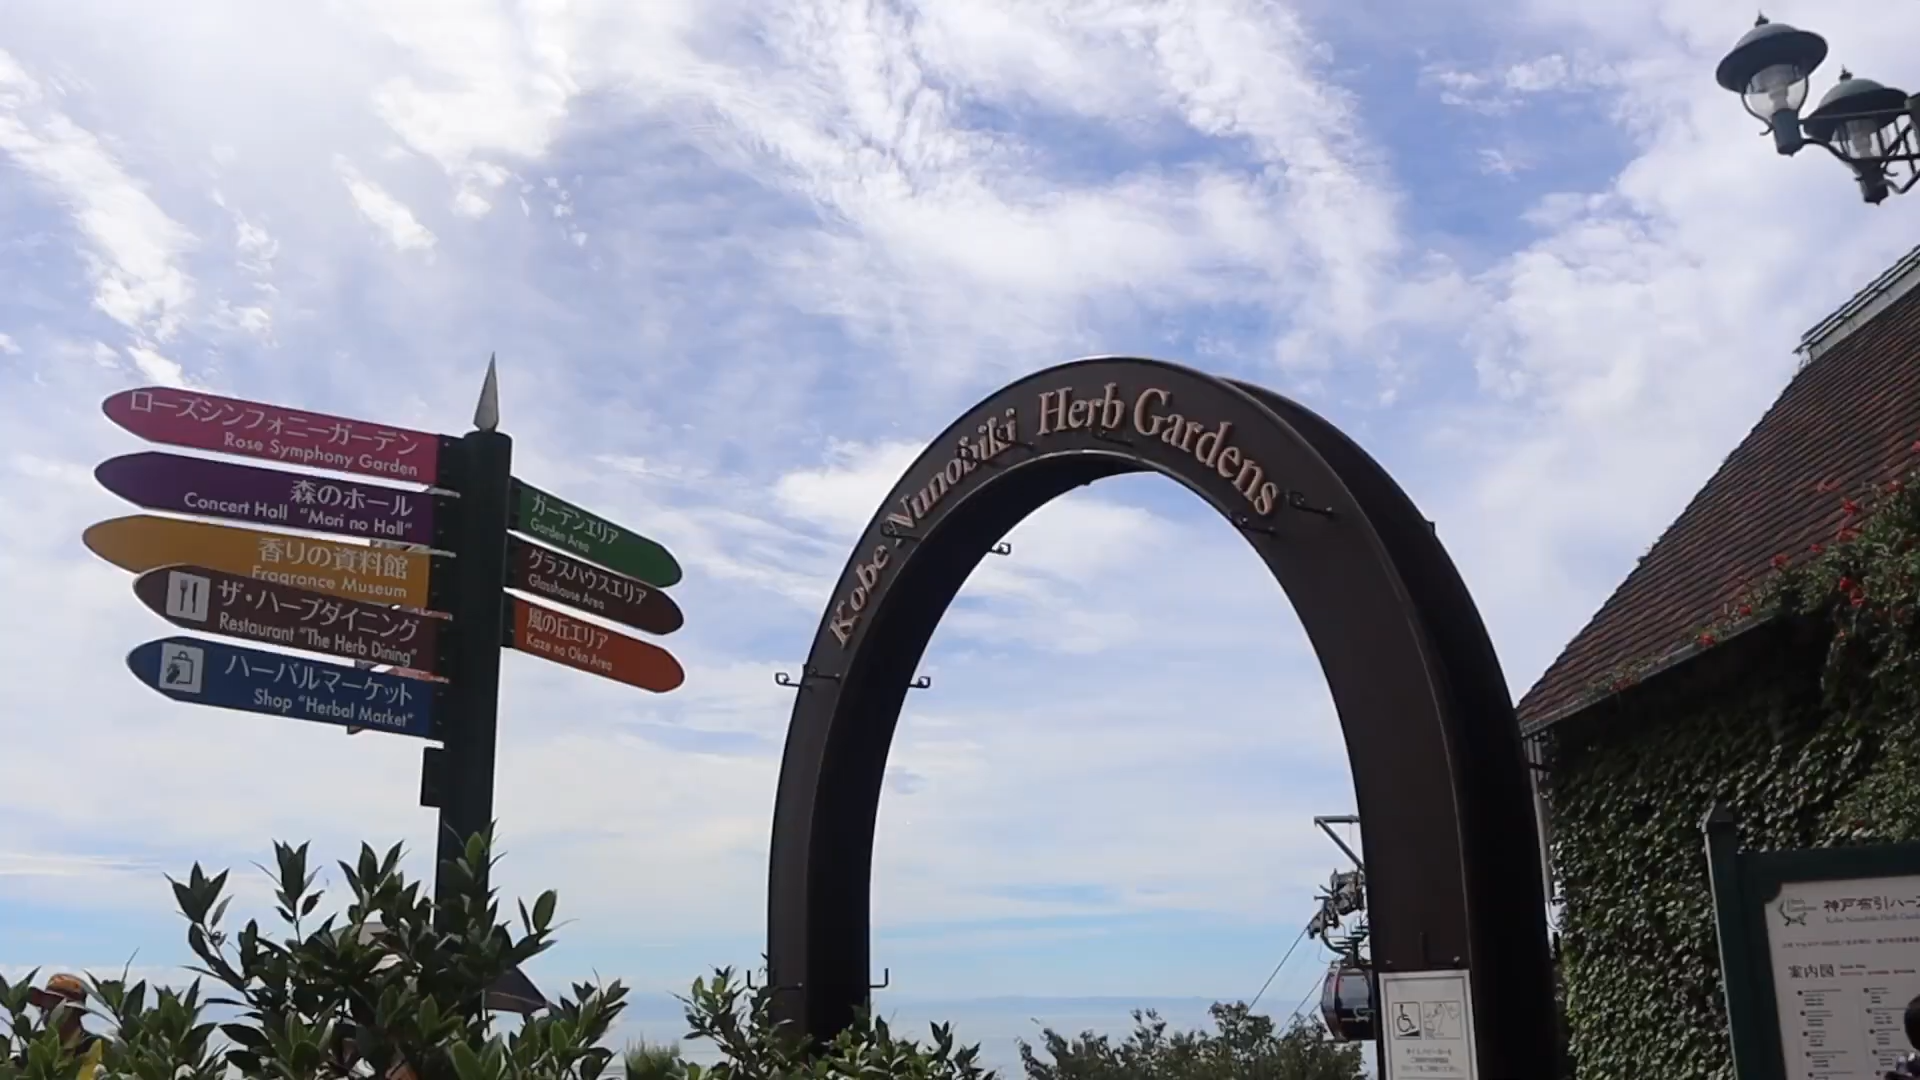 ローズシンフォニーガーデン
Rose Symphony Garden
森のホール
Concert Hall "Mori no Hall"
香りの資料館
Fragrance Museum
ザ・ハーブダイニング
Restaurant "The Herb Dining"
ハーバルマーケット
Shop "Herbal Market"
ガーデンエリア
Garden Area
グラスハウスエリア
Glasshouse Area
風の丘エリア
Kaze no Oka Area
Kobe Nunobiki Herb Gardens
神戸布引ハー
案内図